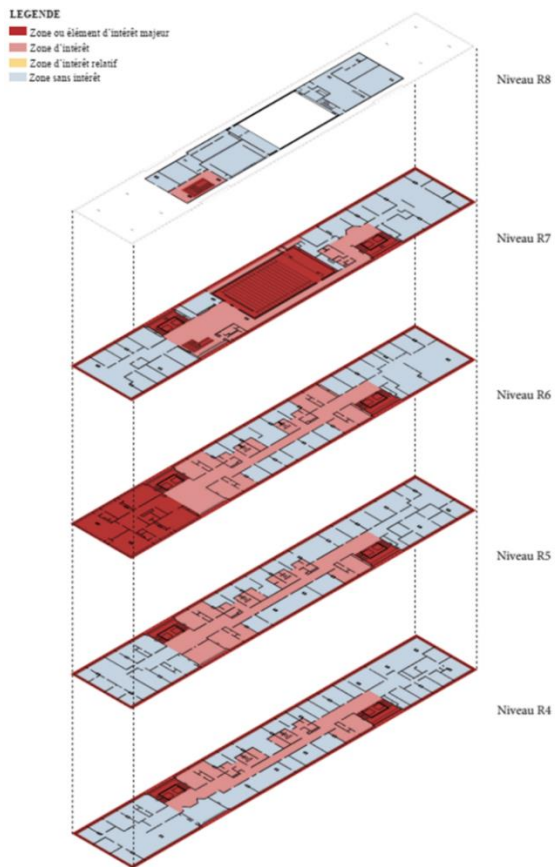 LEGENDE
Zone ou élément d'intérêt majeur
Zone d'intérêt
Zone d'intérêt relatif
Zone sans intérêt
Niveau R8
Niveau R7
Niveau R6
Niveau R5
Niveau R4